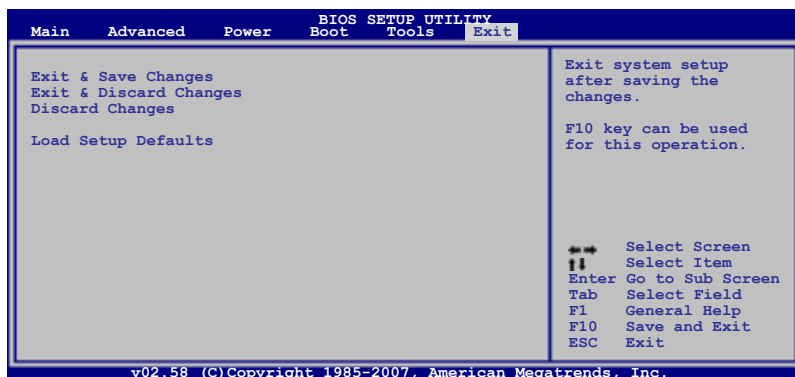 BIOS SETUP UTILITY
Main Advanced Power Boot Tools Exit
Exit & Save Changes
Exit & Discard Changes
Discard Changes
Load Setup Defaults
Exit system setup
after saving the
changes.
F10 key can be used
for this operation.
Select Screen
Select Item
Enter Go to Sub Screen
Tab Select Field
F1 General Help
F10 Save and Exit
ESC Exit
v02.58 (C)Copyright 1985-2007, American Megatrends, Inc.